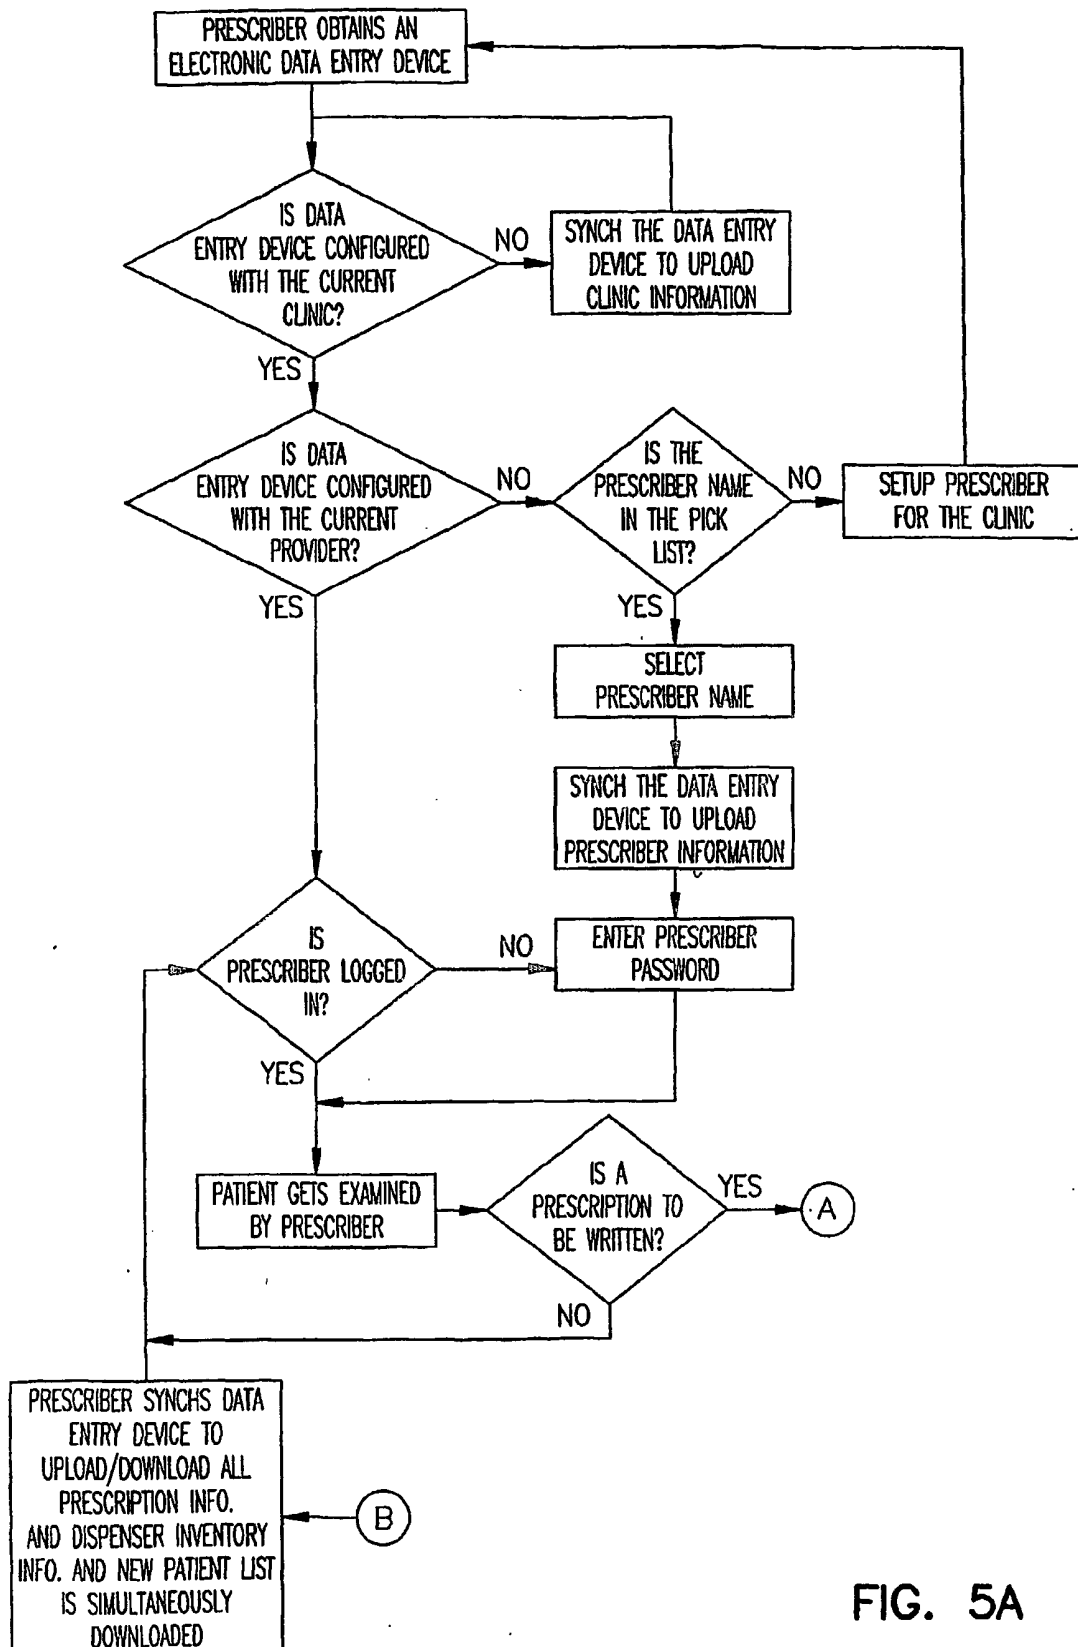 PRESCRIBER OBTAINS AN
ELECTRONIC DATA ENTRY DEVICE
IS DATA
ENTRY DEVICE CONFIGURED
WITH THE CURRENT
CLINIC?
NO
SYNCH THE DATA ENTRY
DEVICE TO UPLOAD
CLINIC INFORMATION
YES
IS DATA
ENTRY DEVICE CONFIGURED
WITH THE CURRENT
PROVIDER?
NO
IS THE
PRESCRIBER NAME
IN THE PICK
LIST?
NO
SETUP PRESCRIBER
FOR THE CLINIC
YES
YES
SELECT
PRESCRIBER NAME
SYNCH THE DATA ENTRY
DEVICE TO UPLOAD
PRESCRIBER INFORMATION
IS
PRESCRIBER LOGGED
IN?
NO
ENTER PRESCRIBER
PASSWORD
YES
PATIENT GETS EXAMINED
BY PRESCRIBER
IS A
PRESCRIPTION TO
BE WRITTEN?
YES
A
NO
PRESCRIBER SYNCHS DATA
ENTRY DEVICE TO
UPLOAD/DOWNLOAD ALL
PRESCRIPTION INFO.
AND DISPENSER INVENTORY
INFO. AND NEW PATIENT LIST
IS SIMULTANEOUSLY
DOWNLOADED
B
FIG. 5A